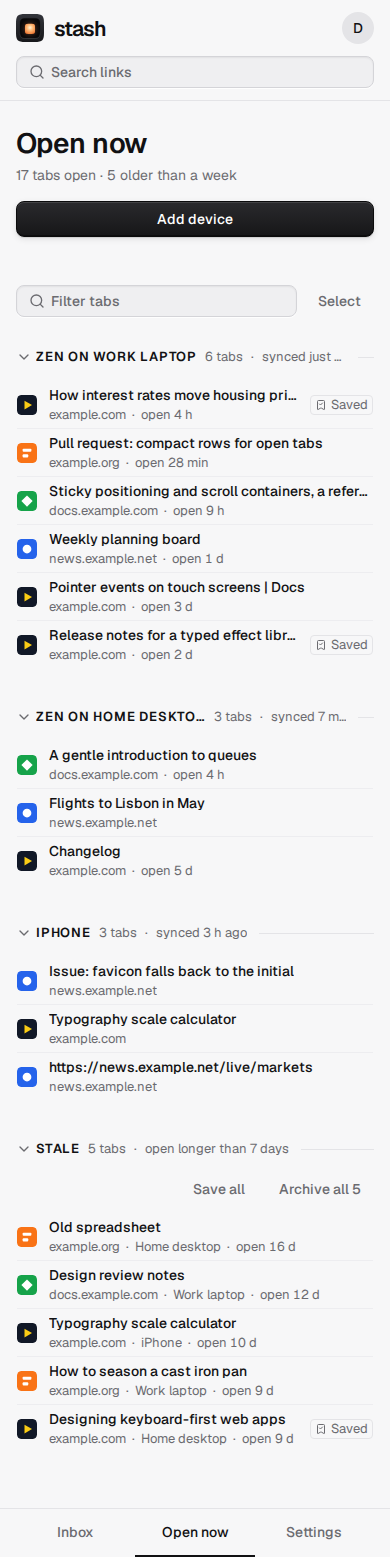 stash
D
Search links
Open now
17 tabs open · 5 older than a week
Add device
Filter tabs
Select
ZEN ON WORK LAPTOP 6 tabs · synced just ...
How interest rates move housing pri...
example.com · open 4 h
Saved
Pull request: compact rows for open tabs
example.org · open 28 min
Sticky positioning and scroll containers, a refer...
docs.example.com · open 9 h
Weekly planning board
news.example.net · open 1 d
Pointer events on touch screens | Docs
example.com · open 3 d
Release notes for a typed effect libr...
example.com · open 2 d
Saved
ZEN ON HOME DESKTO... 3 tabs · synced 7 m...
A gentle introduction to queues
docs.example.com · open 4 h
Flights to Lisbon in May
news.example.net
Changelog
example.com · open 5 d
IPHONE 3 tabs · synced 3 h ago
Issue: favicon falls back to the initial
news.example.net
Typography scale calculator
example.com
https://news.example.net/live/markets
news.example.net
STALE 5 tabs · open longer than 7 days
Save all
Archive all 5
Old spreadsheet
example.org · Home desktop · open 16 d
Design review notes
docs.example.com · Work laptop · open 12 d
Typography scale calculator
example.com · iPhone · open 10 d
How to season a cast iron pan
example.org · Work laptop · open 9 d
Designing keyboard-first web apps
example.com · Home desktop · open 9 d
Saved
Inbox
Open now
Settings